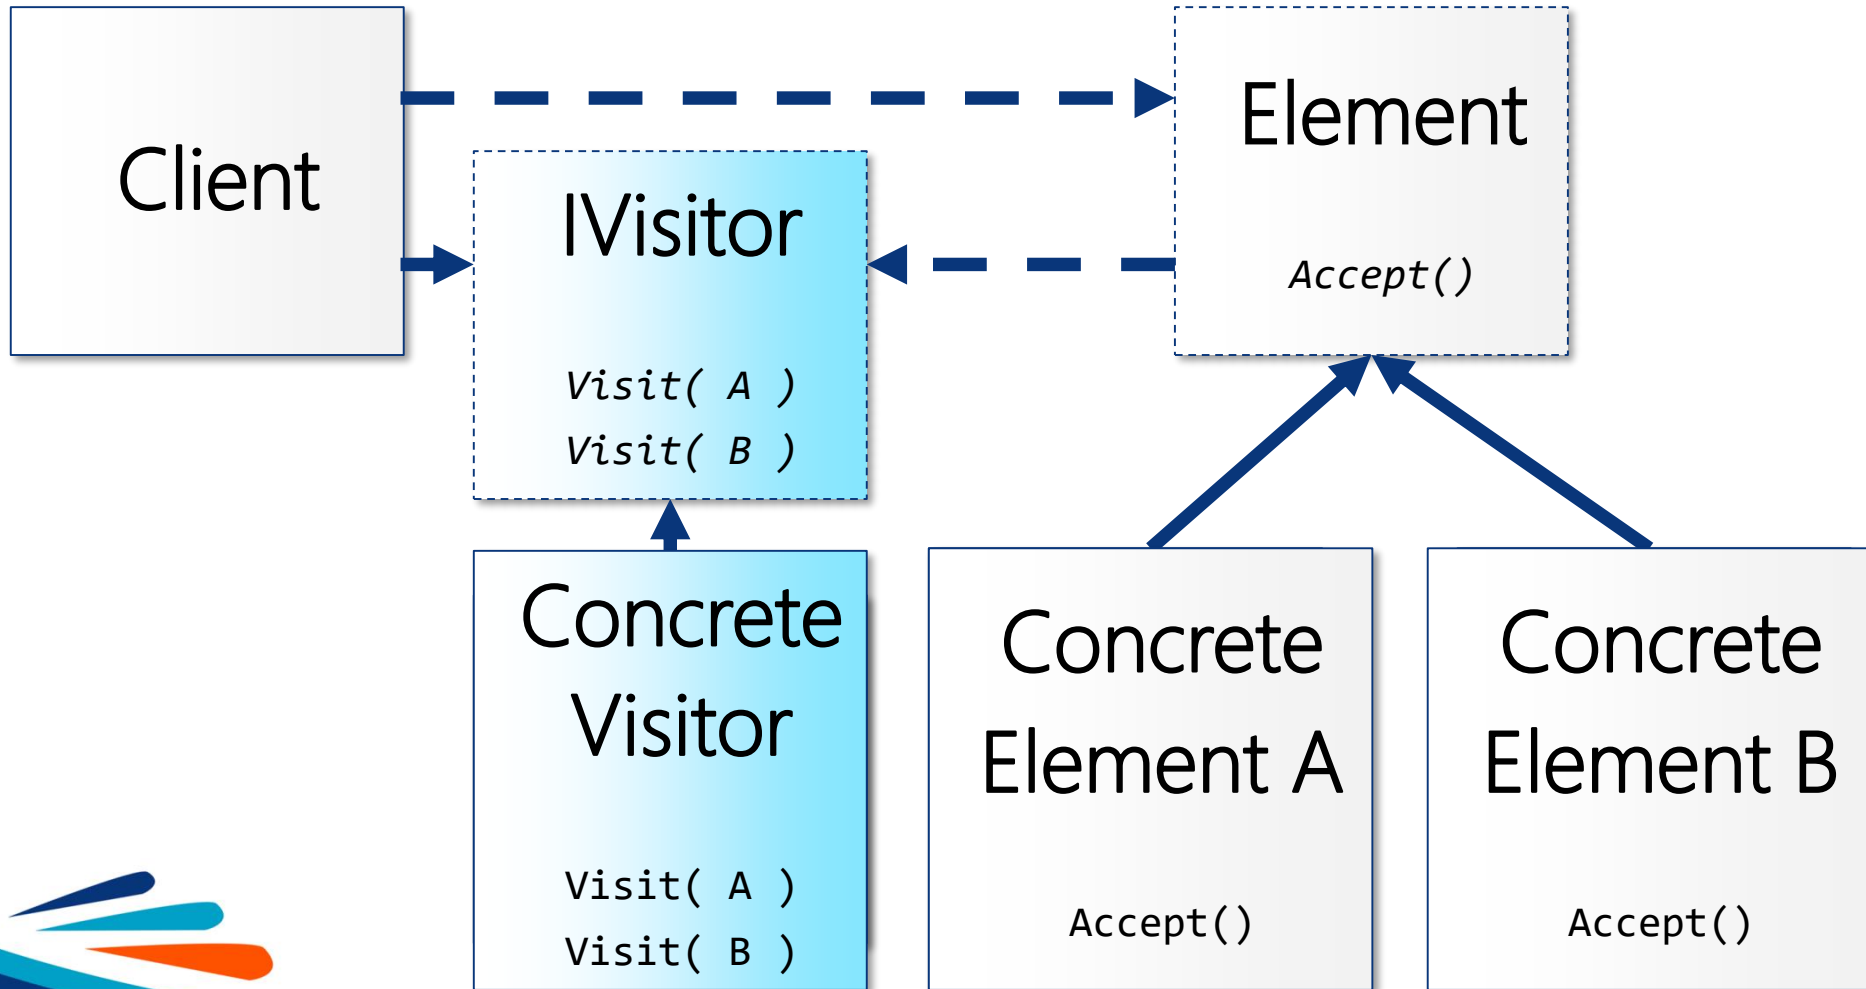 Client
IVisitor
Visit( A )
Visit( B )
Element
Accept()
Concrete
Visitor
Visit( A )
Visit( B )
Concrete
Element A
Accept()
Concrete
Element B
Accept()